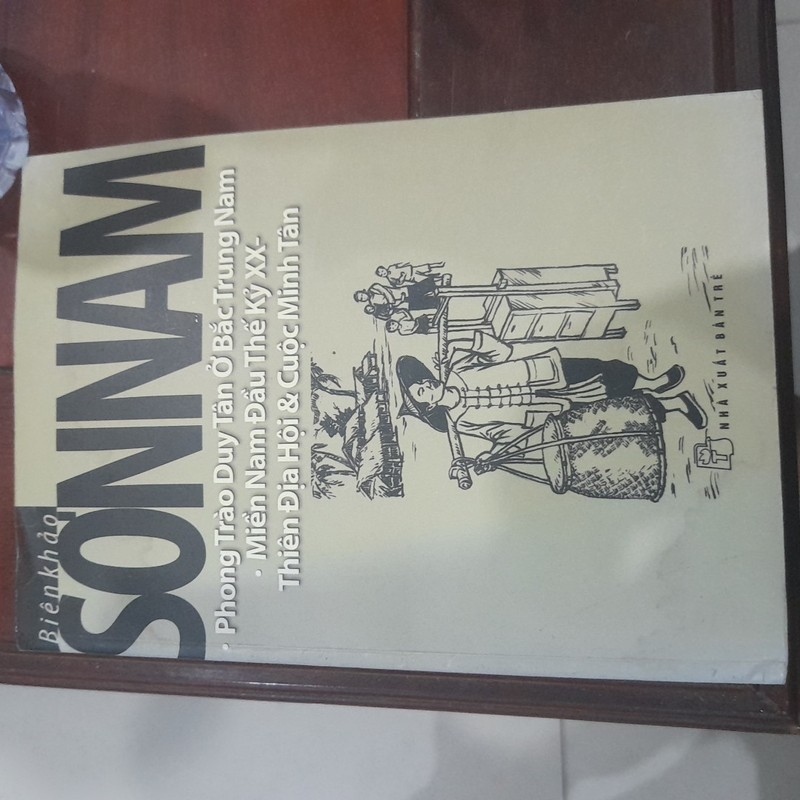 Biên khảo
SƠN NAM
· Phong Trào Duy Tân Ở Bắc Trung Nam
· Miền Nam Đầu Thế Kỷ XX-
Thiên Địa Hội & Cuộc Minh Tân
NHÀ XUẤT BẢN TRẺ